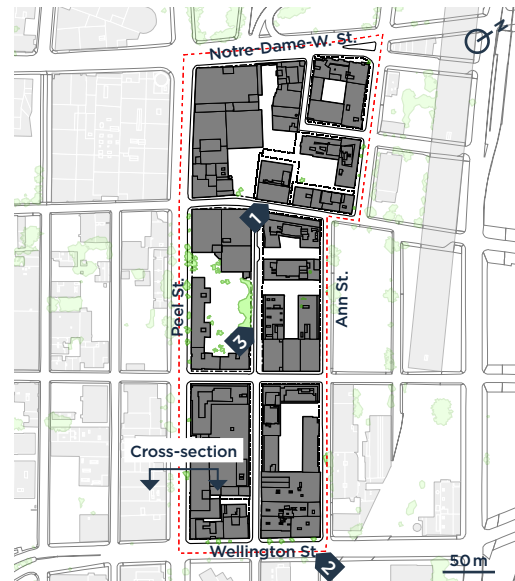 Notre-Dame-W. St.
N
1
Peel St.
Ann St.
3
Cross-section
Wellington St
2
50 m